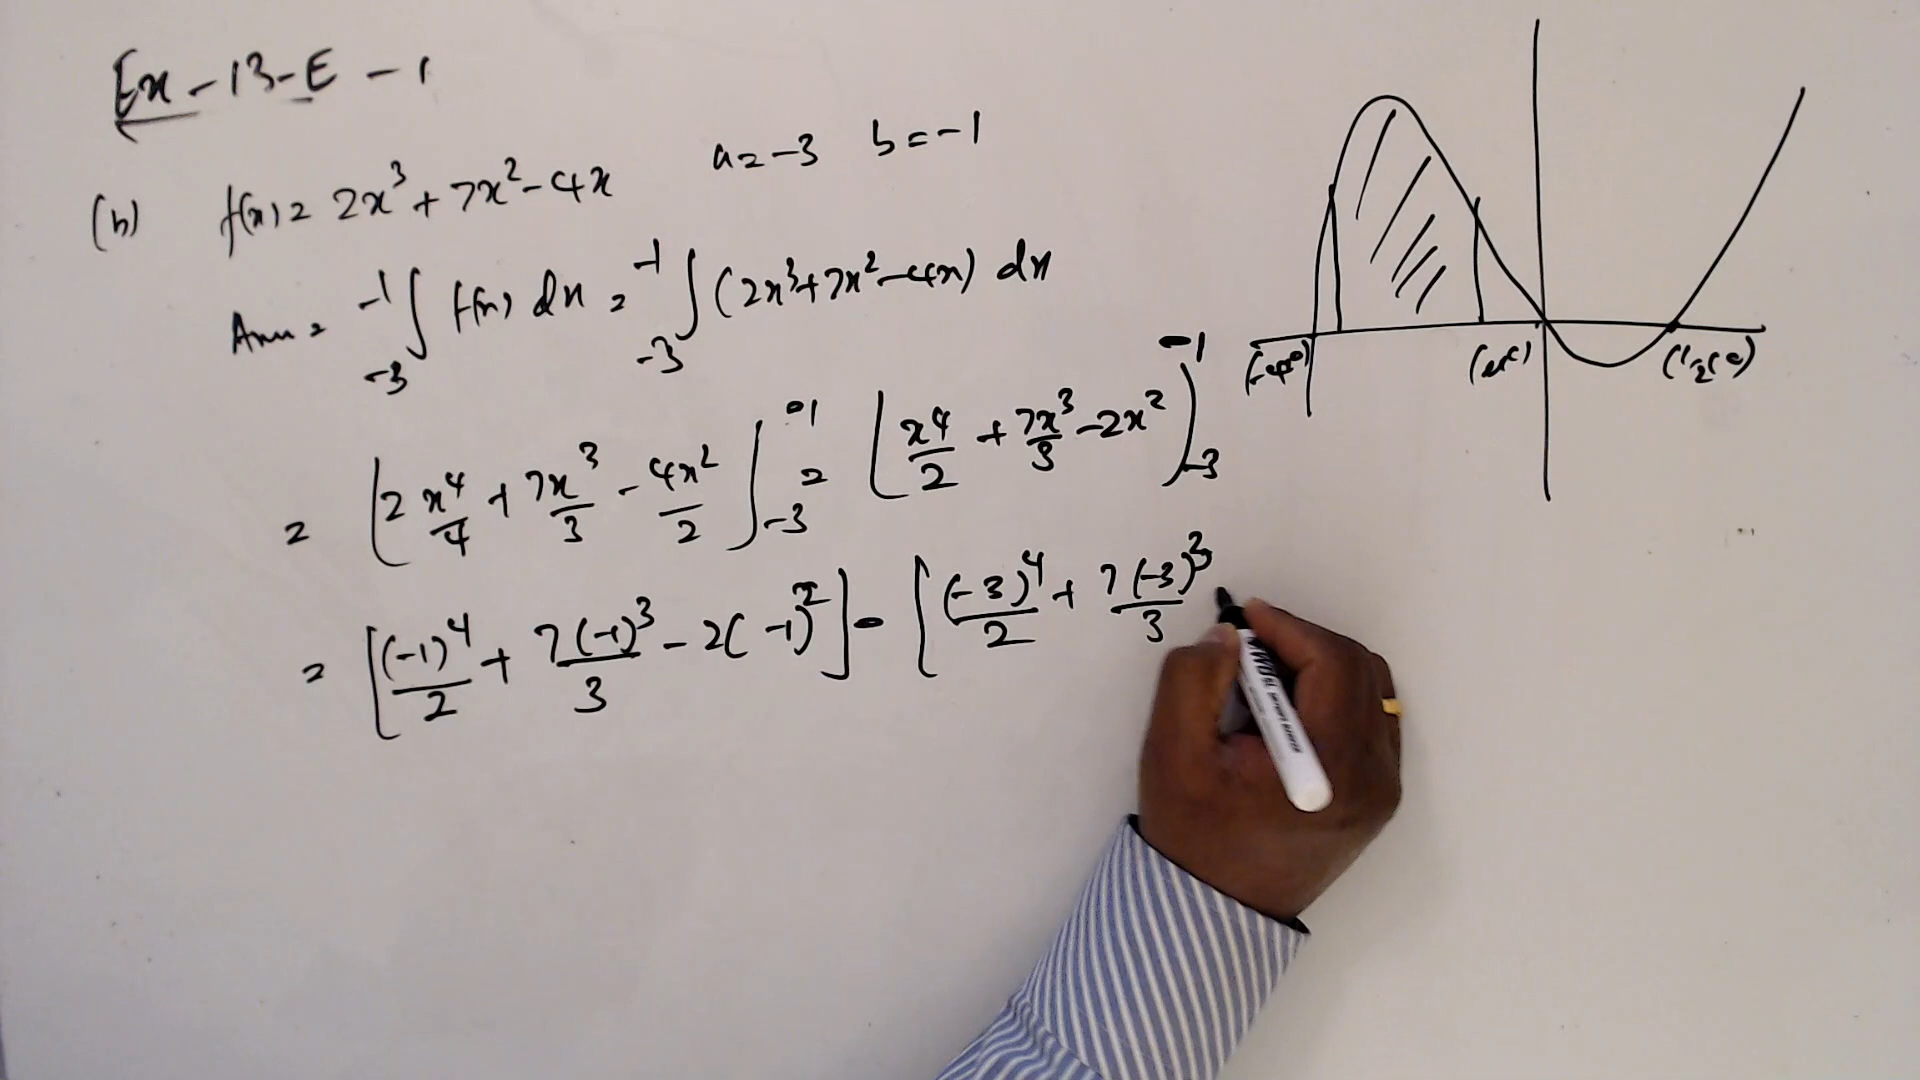 Ex - 13 - E - 1
(b) f(x) = 2x³ + 7x² - 4x a = -3 b = -1
Area = -1 ∫ -3 f(x) dx = -1 ∫ -3 (2x³ + 7x² - 4x) dx
= [2 x⁴/4 + 7x³/3 - 4x²/2] -1 -3 = [x⁴/2 + 7x³/3 - 2x²] -1 -3
= [(-1)⁴/2 + 7(-1)³/3 - 2(-1)²] - [(-3)⁴/2 + 7(-3)³/3
(-4, 0)
(½, 0)